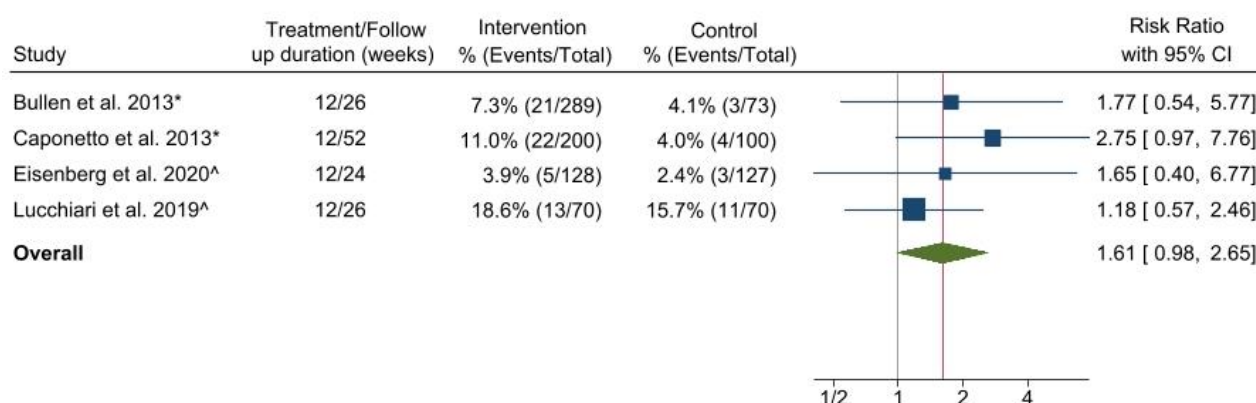 Study Treatment/Follow up duration (weeks) Intervention % (Events/Total) Control % (Events/Total) Risk Ratio with 95% CI
Bullen et al. 2013* 12/26 7.3% (21/289) 4.1% (3/73) 1.77 [ 0.54, 5.77]
Caponetto et al. 2013* 12/52 11.0% (22/200) 4.0% (4/100) 2.75 [ 0.97, 7.76]
Eisenberg et al. 2020^ 12/24 3.9% (5/128) 2.4% (3/127) 1.65 [ 0.40, 6.77]
Lucchiari et al. 2019^ 12/26 18.6% (13/70) 15.7% (11/70) 1.18 [ 0.57, 2.46]
Overall 1.61 [ 0.98, 2.65]
1/2 1 2 4